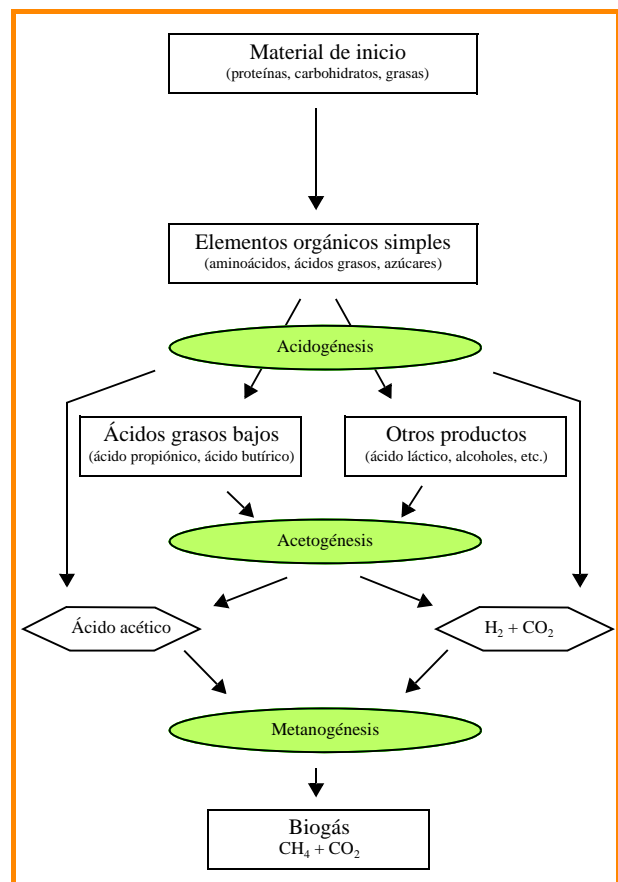 Material de inicio
(proteínas, carbohidratos, grasas)
Elementos orgánicos simples
(aminoácidos, ácidos grasos, azúcares)
Acidogénesis
Ácidos grasos bajos
(ácido propiónico, ácido butírico)
Otros productos
(ácido láctico, alcoholes, etc.)
Acetogénesis
Ácido acético
H₂ + CO₂
Metanogénesis
Biogás
CH₄ + CO₂